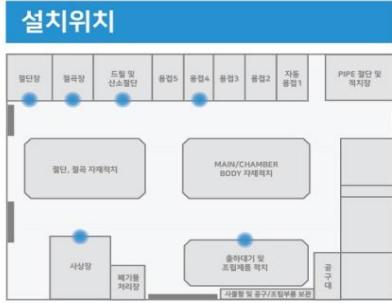 설치위치
절단장
절곡장
드릴 및
산소절단
용접5
용접4
용접3
용접2
자동
용접1
PIPE 절단 및
적치장
절단, 절곡 자재적치
MAIN/CHAMBER
BODY 자재적치
사상장
폐기물
처리장
출하대기 및
조립제품 적치
공구대
사물함 및 공구/조립부품 보관